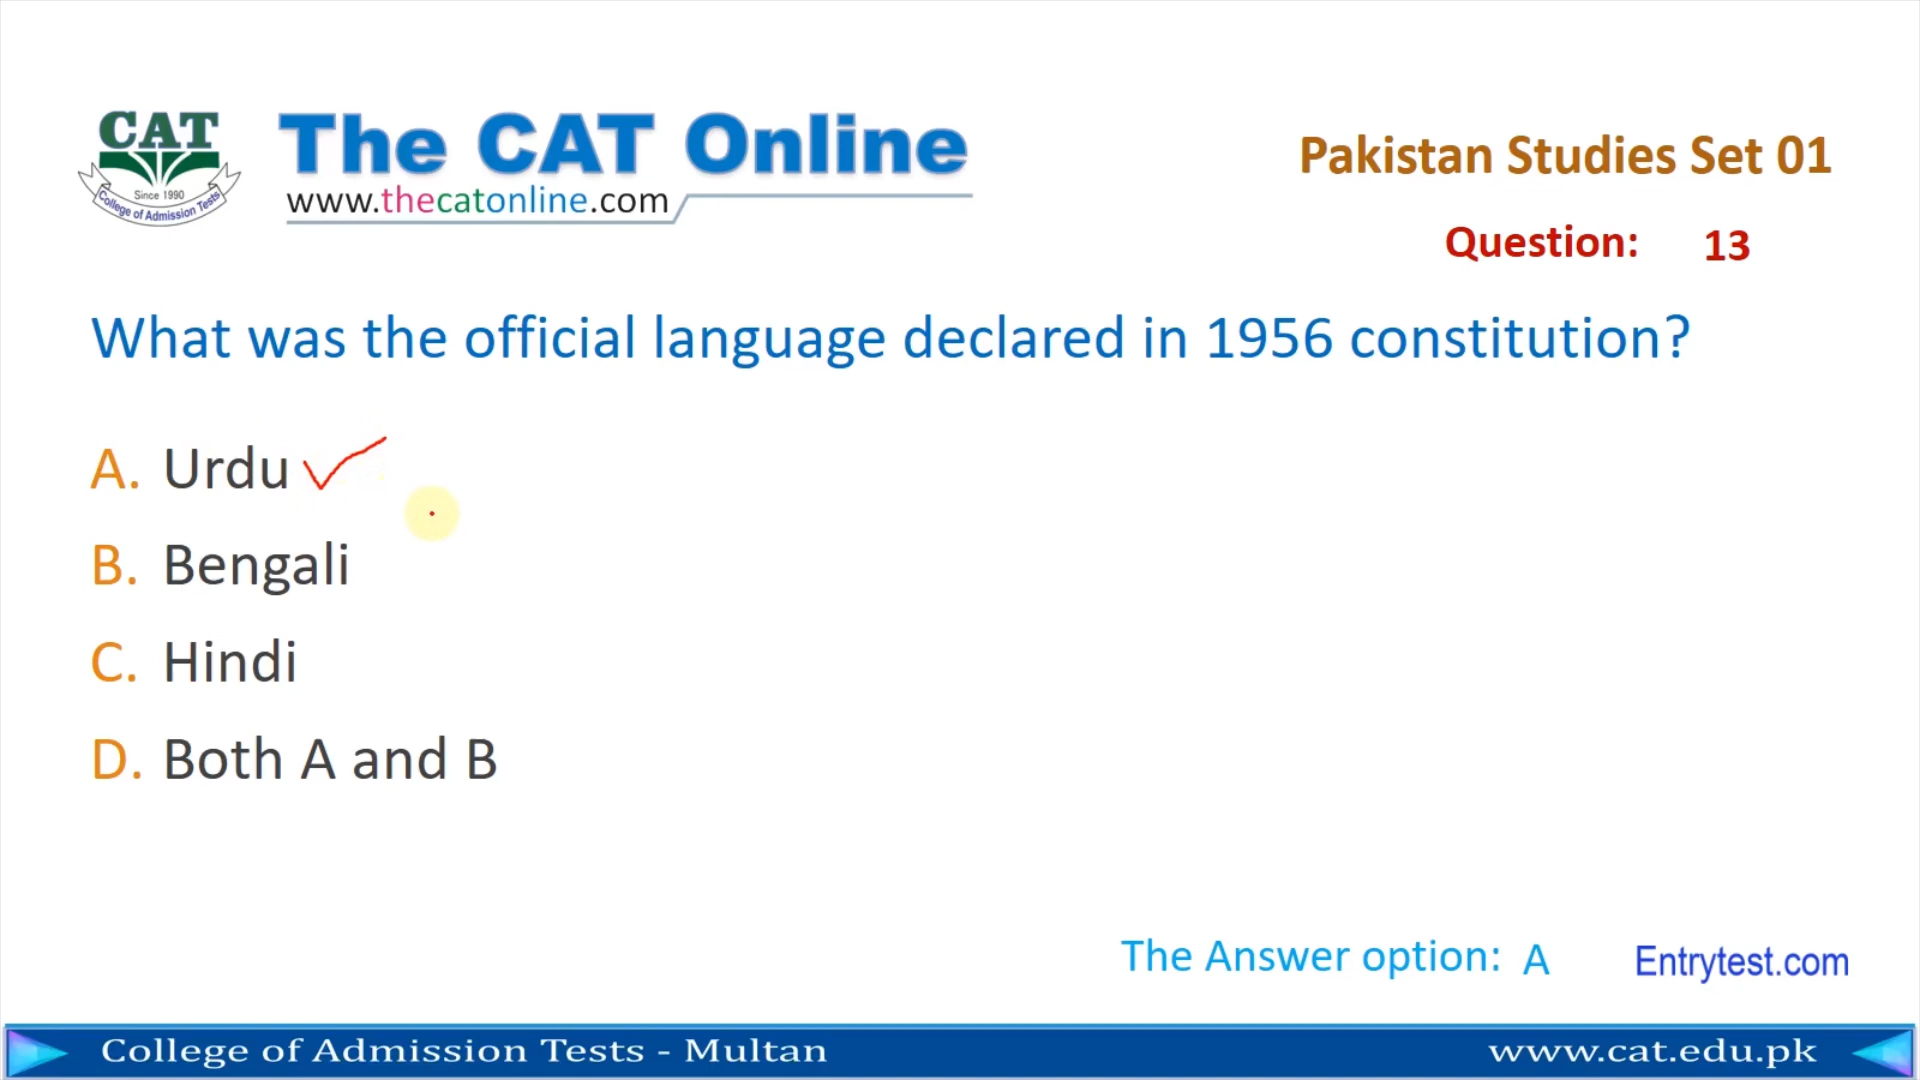 CAT
Since 1990
College of Admission Tests
The CAT Online
www.thecatonline.com
Pakistan Studies Set 01
Question: 13
What was the official language declared in 1956 constitution?
A. Urdu
B. Bengali
C. Hindi
D. Both A and B
The Answer option: A
Entrytest.com
College of Admission Tests - Multan
www.cat.edu.pk